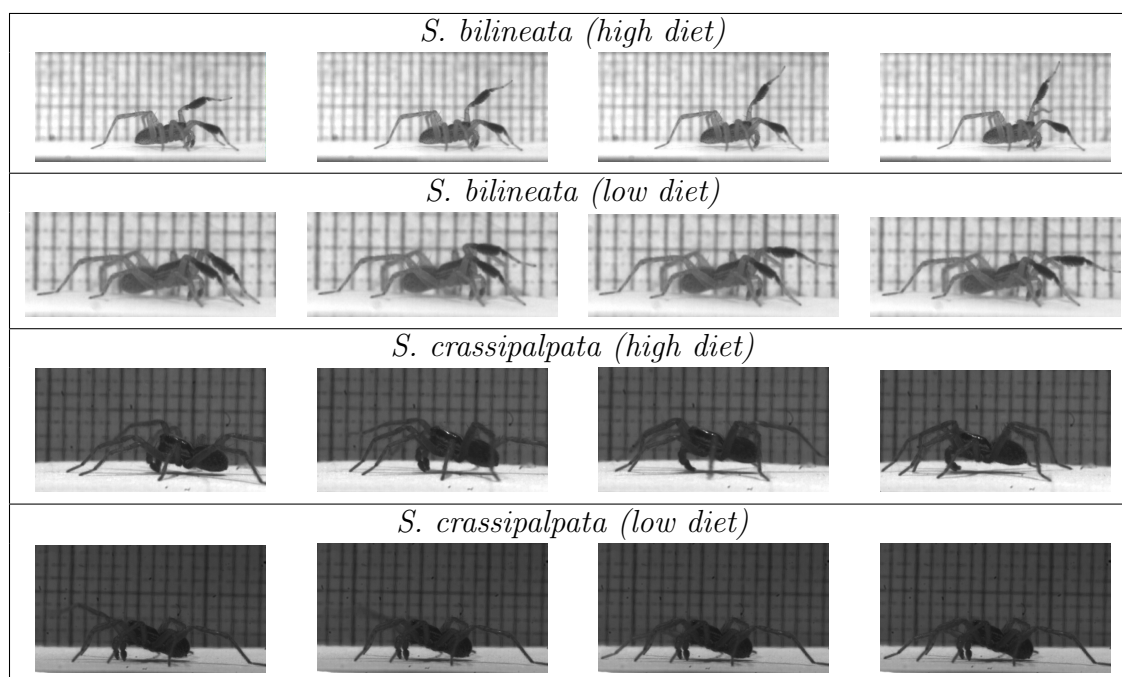 S. bilineata (high diet)
S. bilineata (low diet)
S. crassipalpata (high diet)
S. crassipalpata (low diet)